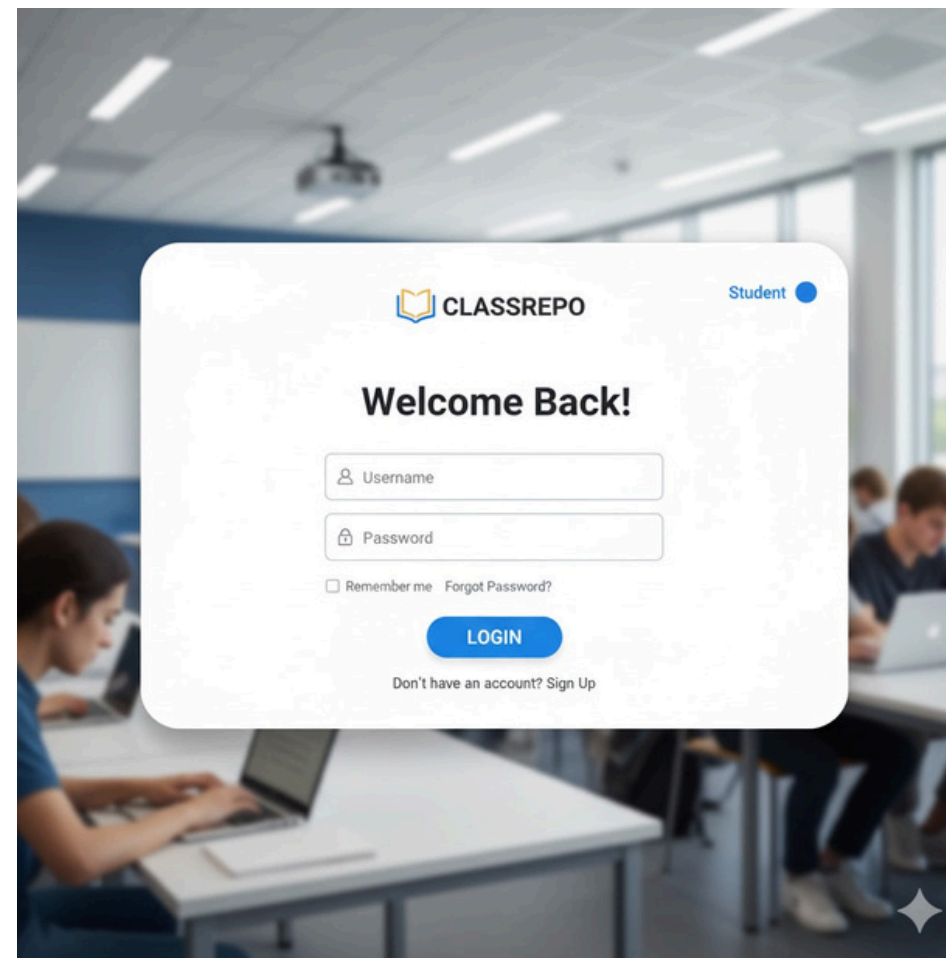 CLASSREPO
Student
Welcome Back!
Username
Password
Remember me Forgot Password?
LOGIN
Don't have an account? Sign Up